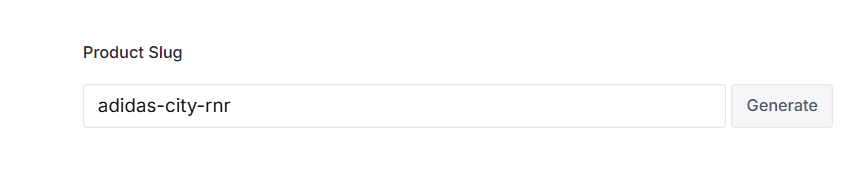 Product Slug
adidas-city-rnr
Generate